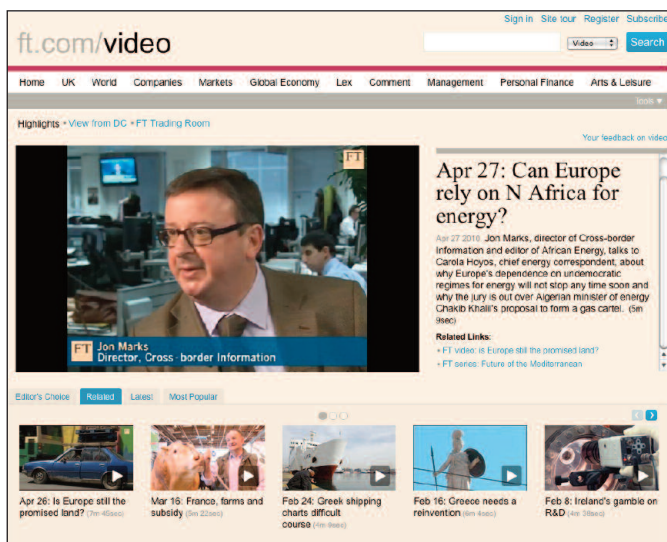 Sign in Site tour Register Subscribe
ft.com/video
Video
Search
Home UK World Companies Markets Global Economy Lex Comment Management Personal Finance Arts & Leisure
Tools
Highlights • View from DC • FT Trading Room
Your feedback on video
FT
Apr 27: Can Europe
rely on N Africa for
energy?
Apr 27 2010 Jon Marks, director of Cross-border
Information and editor of African Energy, talks to
Carola Hoyos, chief energy correspondent, about
why Europe's dependence on undemocratic
regimes for energy will not stop any time soon and
why the jury is out over Algerian minister of energy
Chakib Khalil's proposal to form a gas cartel. (5m
9sec)
Related Links:
• FT video: is Europe still the promised land?
• FT series: Future of the Mediterranean
FT
Jon Marks
Director, Cross-border Information
Editor's Choice Related Latest Most Popular
Apr 26: Is Europe still the
promised land? (7m 45sec)
Mar 16: France, farms and
subsidy (5m 22sec)
Feb 24: Greek shipping
charts difficult
course
Feb 16: Greece needs a
reinvention
Feb 8: Ireland's gamble on
R&D